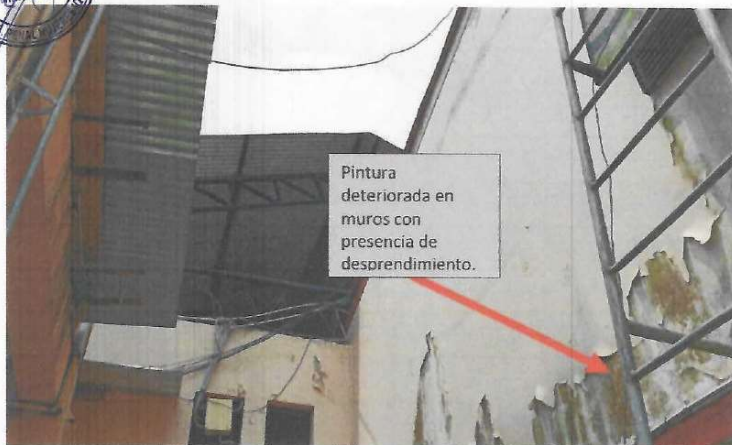 Pintura
deteriorada en
muros con
presencia de
desprendimiento.